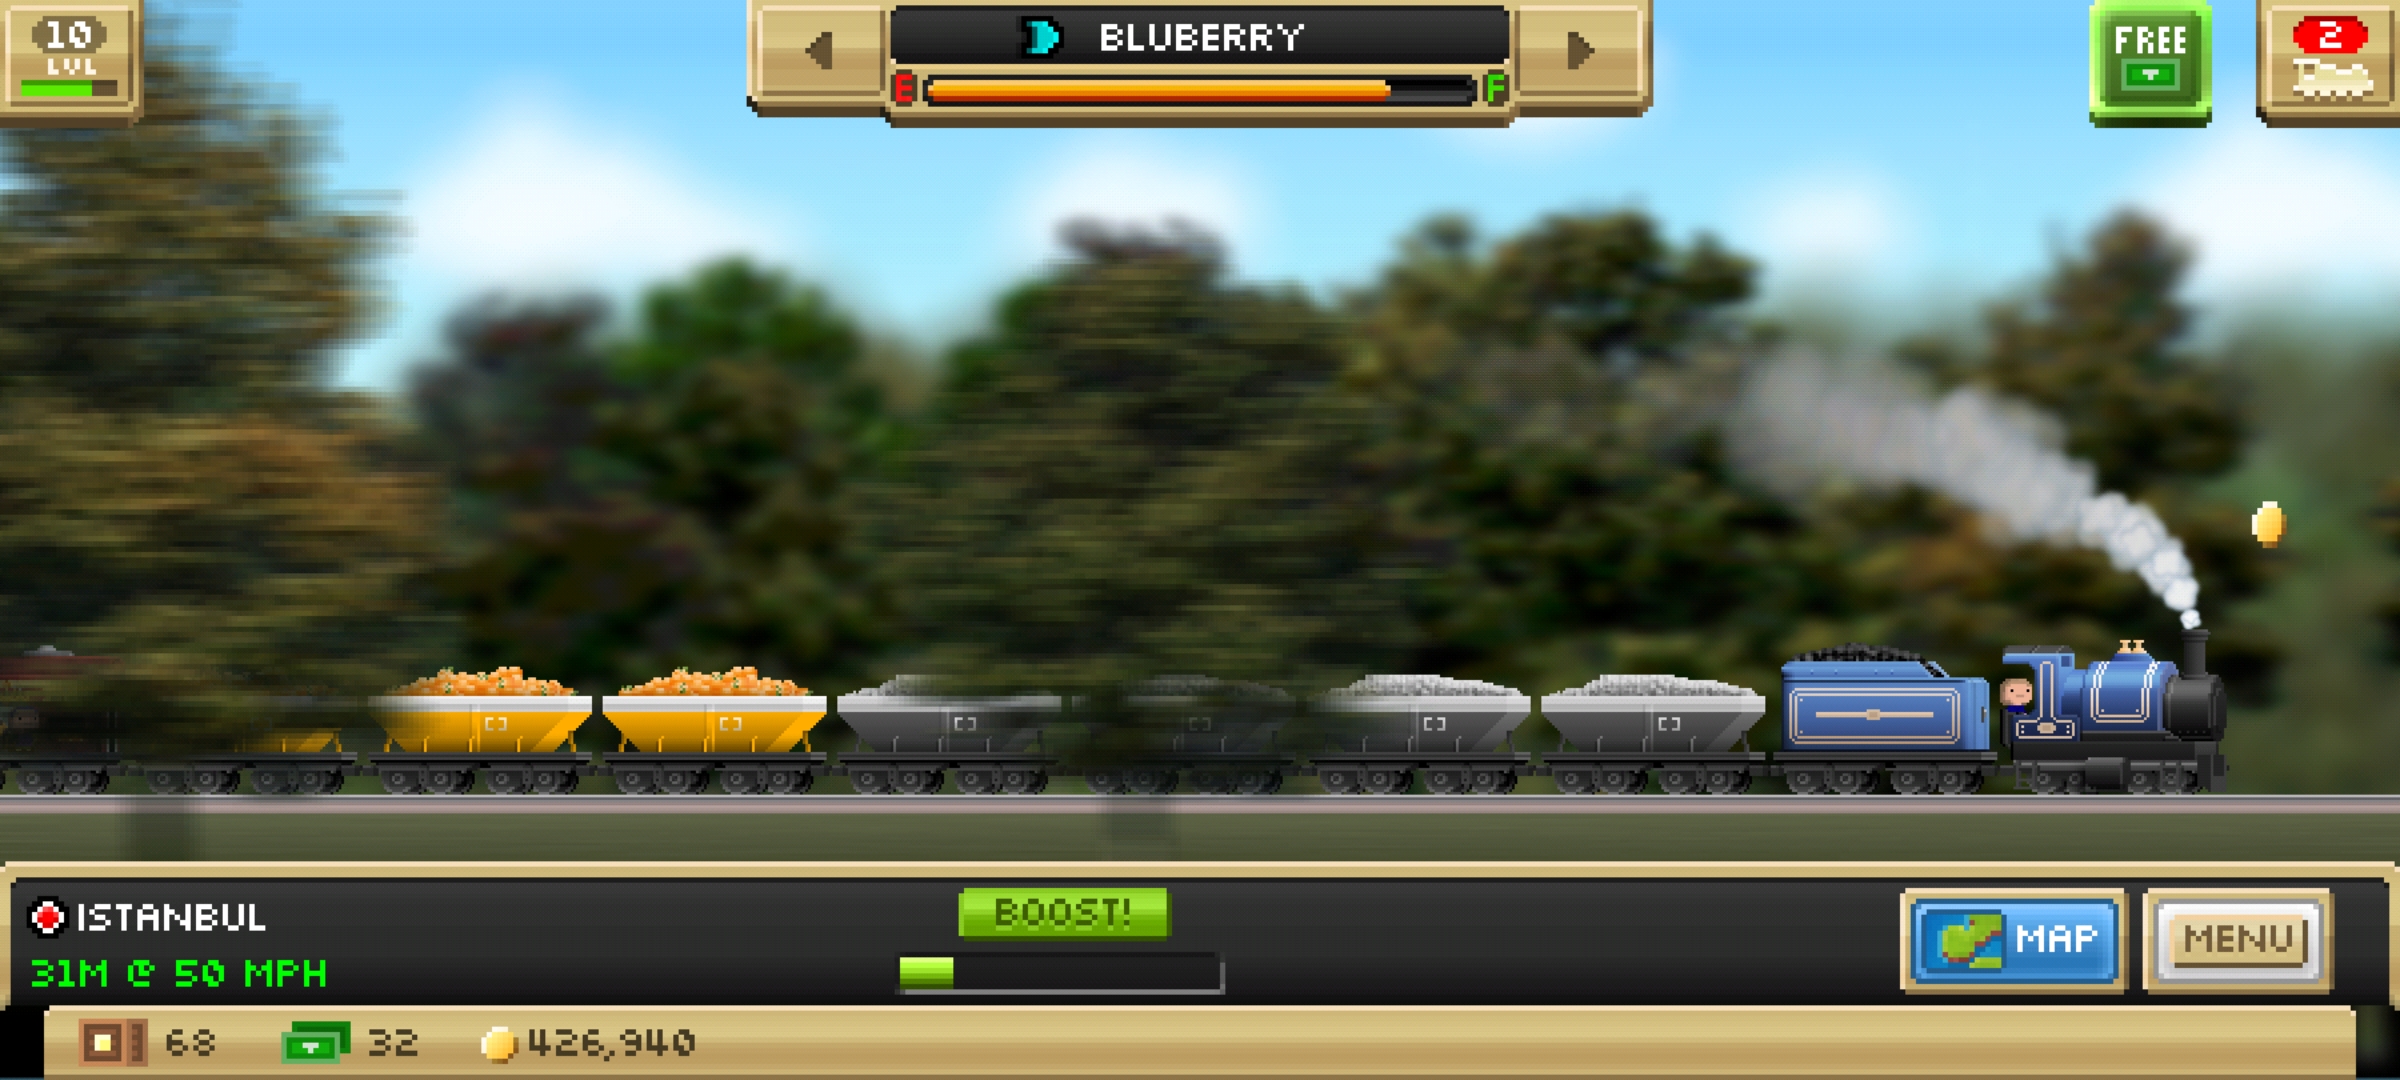 10
LVL
BLUBERRY
E F
FREE
2
ISTANBUL
31M @ 50 MPH
BOOST!
MAP
MENU
68 32 426,940